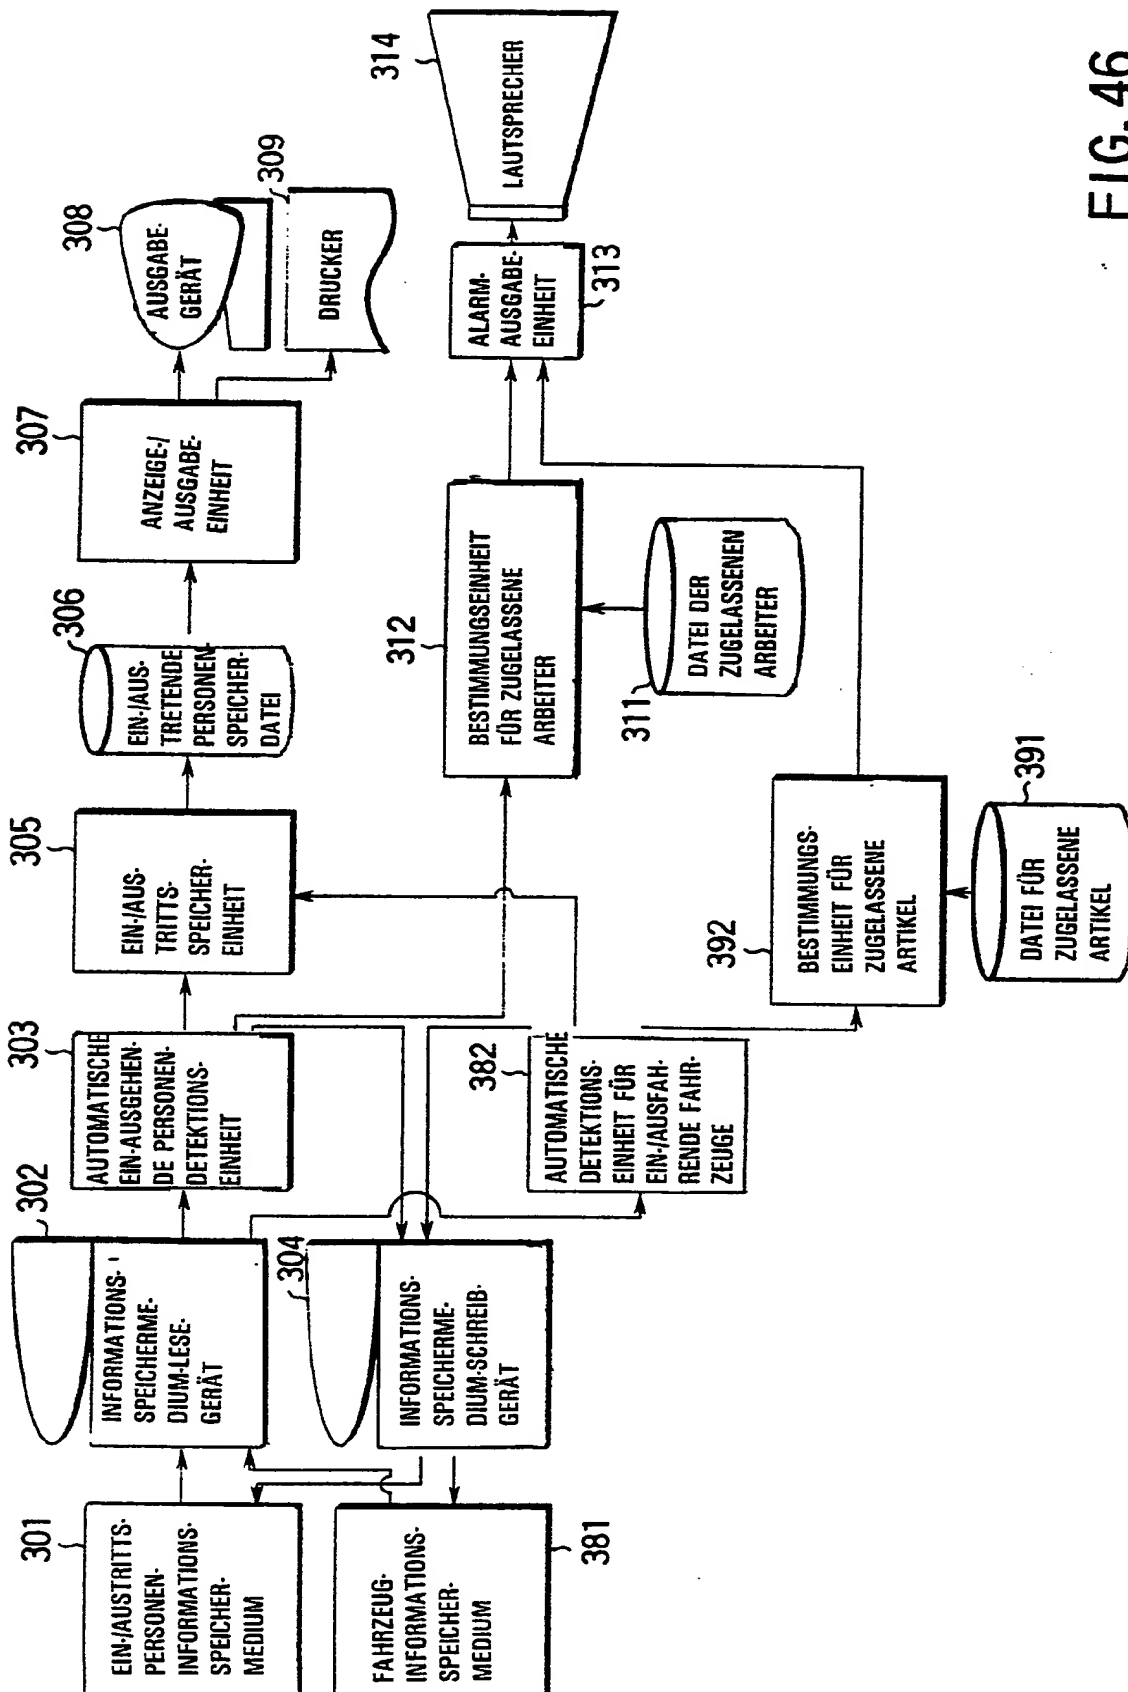 301
EIN-/AUSTRITTS-
PERSONEN-
INFORMATIONS-
SPEICHER-
MEDIUM
302
INFORMATIONS-
SPEICHERME-
DIUM-LESE-
GERÄT
303
AUTOMATISCHE
EIN-AUSGEHEN-
DE PERSONEN-
DETEKTIONS-
EINHEIT
305
EIN-/AUS-
TRITTS-
SPEICHER-
EINHEIT
306
EIN-/AUS-
TRETENDE
PERSONEN
SPEICHER-
DATEI
307
ANZEIGE-/
AUSGABE-
EINHEIT
308
AUSGABE-
GERÄT
309
DRUCKER
381
FAHRZEUG-
INFORMATIONS-
SPEICHER-
MEDIUM
304
INFORMATIONS-
SPEICHERME-
DIUM-SCHREIB-
GERÄT
382
AUTOMATISCHE
DETEKTIONS-
EINHEIT FÜR
EIN-/AUSFAH-
RENDE FAHR-
ZEUGE
312
BESTIMMUNGSEINHEIT
FÜR ZUGELASSENE
ARBEITER
311
DATEI DER
ZUGELASSENEN
ARBEITER
313
ALARM-
AUSGABE-
EINHEIT
314
LAUTSPRECHER
392
BESTIMMUNGS-
EINHEIT FÜR
ZUGELASSENE
ARTIKEL
391
DATEI FÜR
ZUGELASSENE
ARTIKEL
FIG. 46